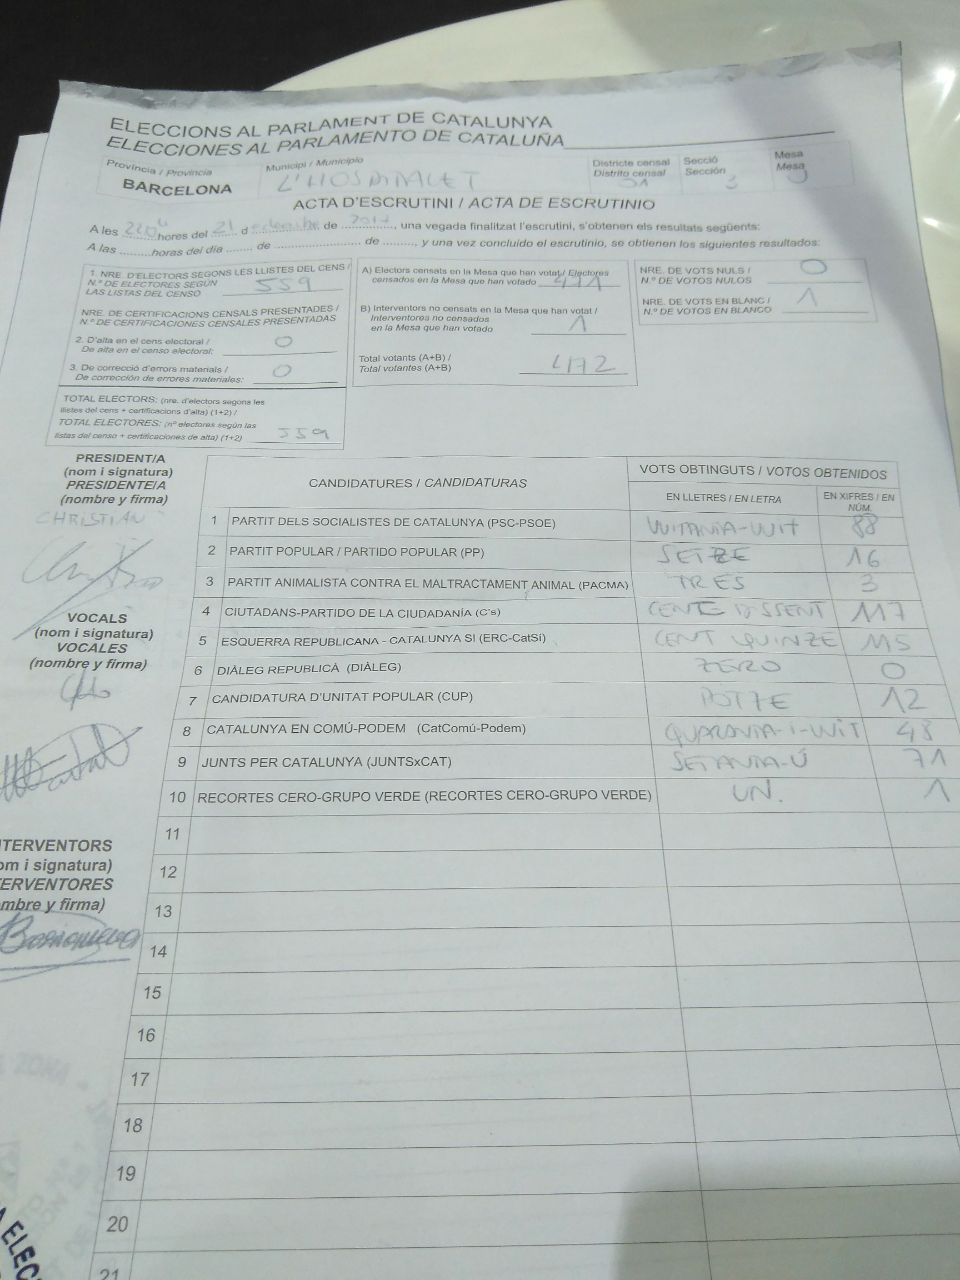 ELECCIONS AL PARLAMENT DE CATALUNYA
ELECCIONES AL PARLAMENTO DE CATALUÑA
Província / Provincia
BARCELONA
Municipi / Municipio
L'HOSPITALET
Districte censal
Distrito censal
Secció
Sección
3
Mesa
Mesa
U
ACTA D'ESCRUTINI / ACTA DE ESCRUTINIO
A les hores del 21 d de 2017, una vegada finalitzat l'escrutini, s'obtenen els resultats següents:
A las ........horas del día ....... de .......................... de ........., y una vez concluido el escrutinio, se obtienen los siguientes resultados:
1. NRE. D'ELECTORS SEGONS LES LLISTES DEL CENS /
N.º DE ELECTORES SEGÚN
LAS LISTAS DEL CENSO 559
NRE. DE CERTIFICACIONS CENSALS PRESENTADES /
N.º DE CERTIFICACIONES CENSALES PRESENTADAS
2. D'alta en el cens electoral /
De alta en el censo electoral: 0
3. De correcció d'errors materials /
De corrección de errores materiales: 0
TOTAL ELECTORS: (nre. d'electors segons les
llistes del cens + certificacions d'alta) (1+2) /
TOTAL ELECTORES: (nº electores según las
listas del censo + certificaciones de alta) (1+2) 559
A) Electors censats en la Mesa que han votat / Electores
censados en la Mesa que han votado 471
B) Interventors no censats en la Mesa que han votat /
Interventores no censados
en la Mesa que han votado 1
Total votants (A+B) /
Total votantes (A+B) 472
NRE. DE VOTS NULS /
N.º DE VOTOS NULOS 0
NRE. DE VOTS EN BLANC /
N.º DE VOTOS EN BLANCO 1
PRESIDENT/A
(nom i signatura)
PRESIDENTE/A
(nombre y firma)
CHRISTIAN
VOCALS
(nom i signatura)
VOCALES
(nombre y firma)
NTERVENTORS
om i signatura)
ERVENTORES
mbre y firma)
CANDIDATURES / CANDIDATURAS
VOTS OBTINGUTS / VOTOS OBTENIDOS
EN LLETRES / EN LETRA
EN XIFRES / EN NÚM.
1 PARTIT DELS SOCIALISTES DE CATALUNYA (PSC-PSOE) VUITANTA-VUIT 88
2 PARTIT POPULAR / PARTIDO POPULAR (PP) SETZE 16
3 PARTIT ANIMALISTA CONTRA EL MALTRACTAMENT ANIMAL (PACMA) TRES 3
4 CIUTADANS-PARTIDO DE LA CIUDADANÍA (C's) 117
5 ESQUERRA REPUBLICANA - CATALUNYA SÍ (ERC-CatSí) CENT QUINZE 115
6 DIÀLEG REPUBLICÀ (DIÀLEG) ZERO 0
7 CANDIDATURA D'UNITAT POPULAR (CUP) DOTZE 12
8 CATALUNYA EN COMÚ-PODEM (CatComú-Podem) QUARANTA-I-VUIT 48
9 JUNTS PER CATALUNYA (JUNTSxCAT) SETANTA-Ú 71
10 RECORTES CERO-GRUPO VERDE (RECORTES CERO-GRUPO VERDE) UN. 1
11
12
13
14
15
16
17
18
19
20
21